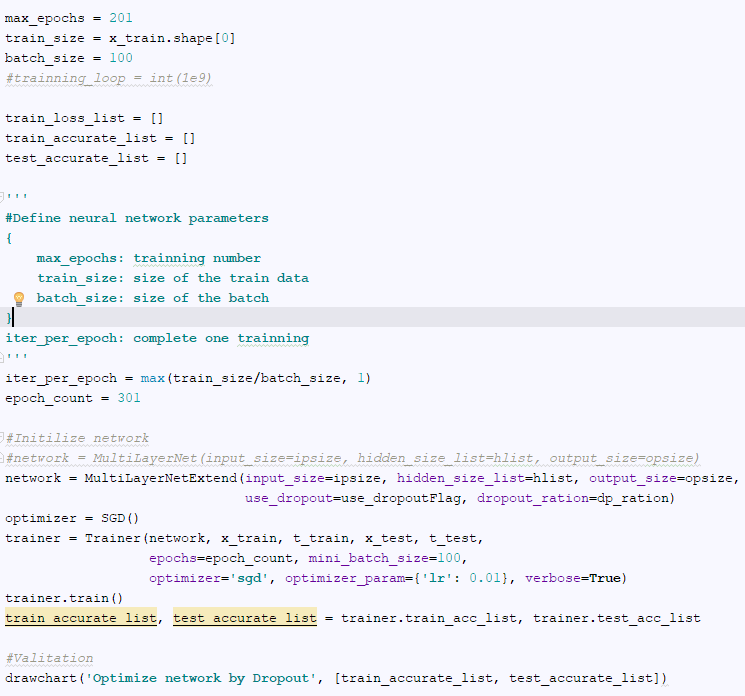 max_epochs = 201
train_size = x_train.shape[0]
batch_size = 100
#trainning_loop = int(1e9)
train_loss_list = []
train_accurate_list = []
test_accurate_list = []
'''
#Define neural network parameters
{
    max_epochs: trainning number
    train_size: size of the train data
    batch_size: size of the batch
}
iter_per_epoch: complete one trainning
'''
iter_per_epoch = max(train_size/batch_size, 1)
epoch_count = 301
#Initilize network
#network = MultiLayerNet(input_size=ipsize, hidden_size_list=hlist, output_size=opsize)
network = MultiLayerNetExtend(input_size=ipsize, hidden_size_list=hlist, output_size=opsize,
                              use_dropout=use_dropoutFlag, dropout_ration=dp_ration)
optimizer = SGD()
trainer = Trainer(network, x_train, t_train, x_test, t_test,
                  epochs=epoch_count, mini_batch_size=100,
                  optimizer='sgd', optimizer_param={'lr': 0.01}, verbose=True)
trainer.train()
train_accurate_list, test_accurate_list = trainer.train_acc_list, trainer.test_acc_list
#Valitation
drawchart('Optimize network by Dropout', [train_accurate_list, test_accurate_list])